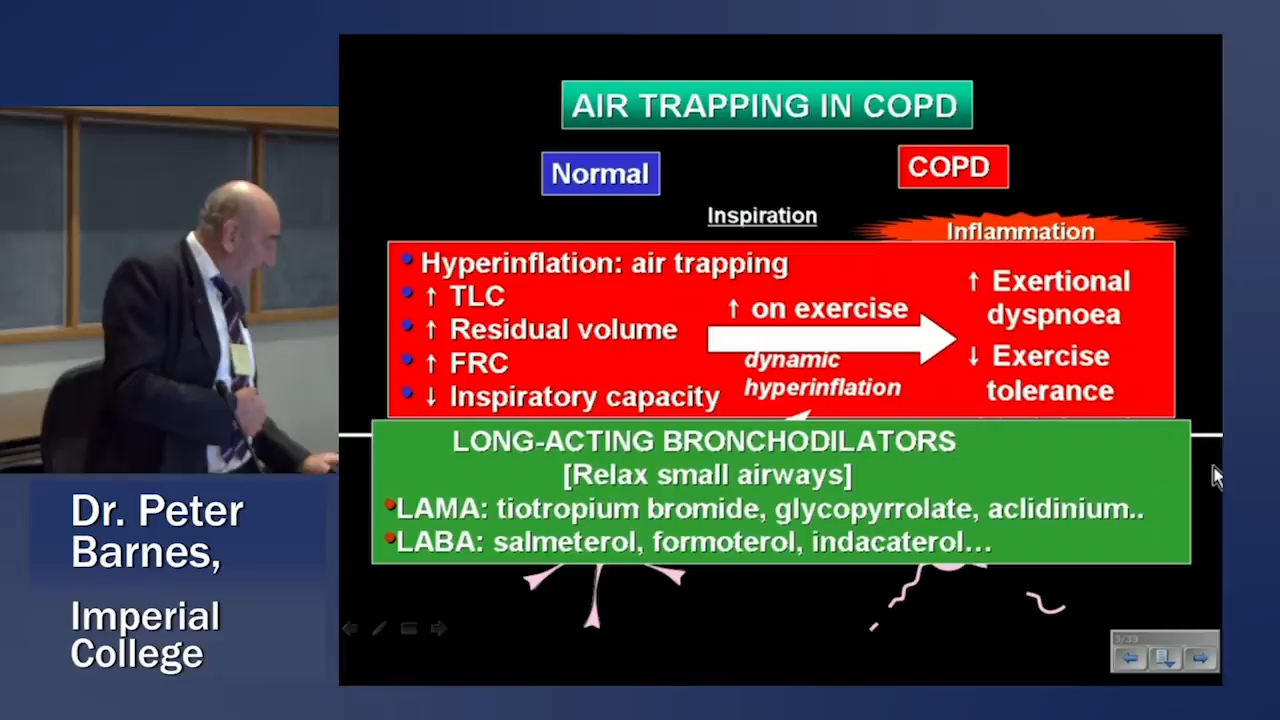 AIR TRAPPING IN COPD
Normal
COPD
Inspiration
Inflammation
• Hyperinflation: air trapping
• ↑ TLC
• ↑ Residual volume
• ↑ FRC
• ↓ Inspiratory capacity
↑ on exercise
dynamic
hyperinflation
↑ Exertional
dyspnoea
↓ Exercise
tolerance
LONG-ACTING BRONCHODILATORS
[Relax small airways]
•LAMA: tiotropium bromide, glycopyrrolate, aclidinium..
•LABA: salmeterol, formoterol, indacaterol…
3/33
Dr. Peter
Barnes,
Imperial
College